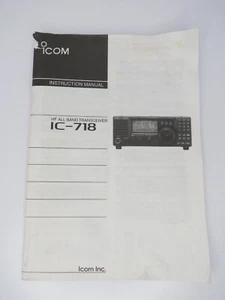 ICOM
INSTRUCTION MANUAL
HF ALL BAND TRANSCEIVER
IC-718
Icom Inc.